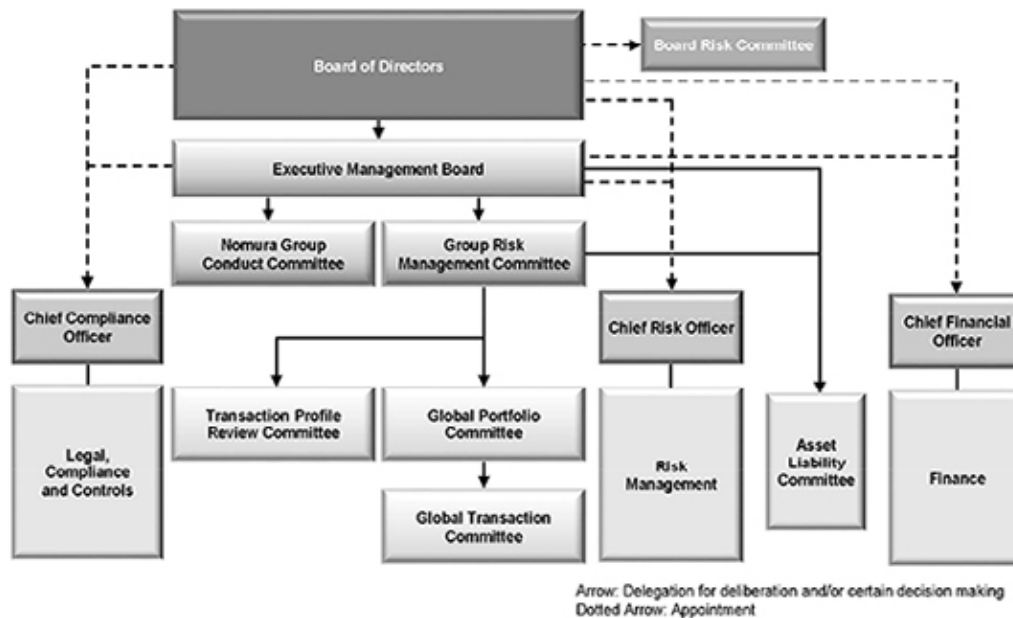 Board of Directors
Board Risk Committee
Executive Management Board
Nomura Group
Conduct Committee
Group Risk
Management Committee
Chief Compliance
Officer
Chief Risk Officer
Chief Financial
Officer
Legal,
Compliance
and Controls
Transaction Profile
Review Committee
Global Portfolio
Committee
Risk
Management
Asset
Liability
Committee
Finance
Global Transaction
Committee
Arrow: Delegation for deliberation and/or certain decision making
Dotted Arrow: Appointment